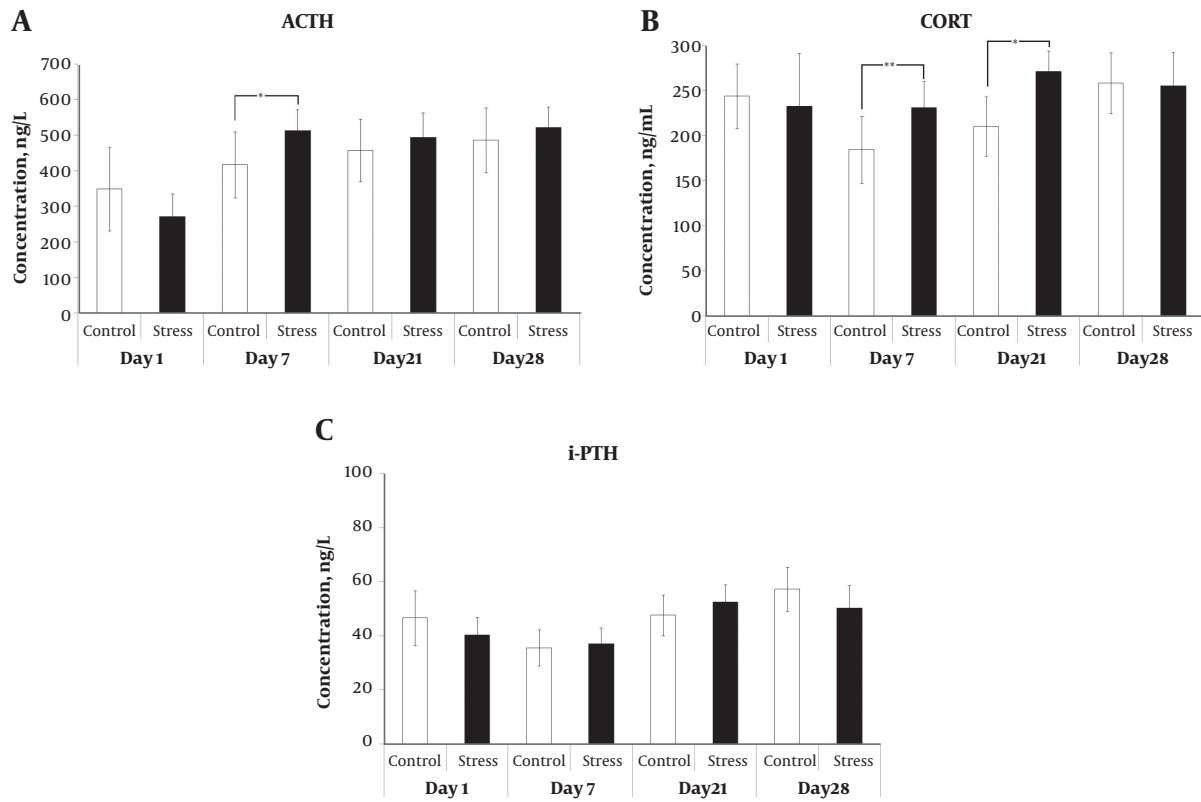 A
ACTH
Concentration, ng/L
700
600
500
400
300
200
100
0
*
Control Stress Control Stress Control Stress Control Stress
Day 1 Day 7 Day21 Day28
B
CORT
Concentration, ng/mL
300
250
200
150
100
50
0
**
*
Control Stress Control Stress Control Stress Control Stress
Day 1 Day 7 Day21 Day28
C
i-PTH
Concentration, ng/L
100
80
60
40
20
0
Control Stress Control Stress Control Stress Control Stress
Day 1 Day 7 Day21 Day28